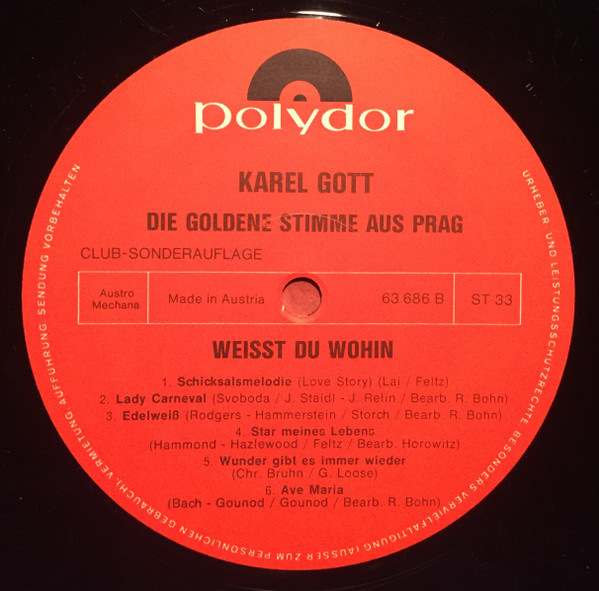 polydor
KAREL GOTT
DIE GOLDENE STIMME AUS PRAG
CLUB-SONDERAUFLAGE
Austro
Mechana
Made in Austria
63 686 B
ST 33
WEISST DU WOHIN
1. Schicksalsmelodie (Love Story) (Lai / Feltz)
2. Lady Carneval (Svoboda / J. Staidl - J. Relin / Bearb. R. Bohn)
3. Edelweiß (Rodgers - Hammerstein / Storch / Bearb. R. Bohn)
4. Star meines Lebens
(Hammond - Hazlewood / Feltz / Bearb. Horowitz)
5. Wunder gibt es immer wieder
(Chr. Bruhn / G. Loose)
6. Ave Maria
(Bach - Gounod / Gounod / Bearb. R. Bohn)
URHEBER. UND LEISTUNGSSCHUTZRECHTE BESONDERS VERVIELFALTIGUNG (AUSSER ZUM PERSÖNLICHEN GEBRAUCH), VERMIETUNG, AUFFÜHRUNG, SENDUNG VORBEHALTEN